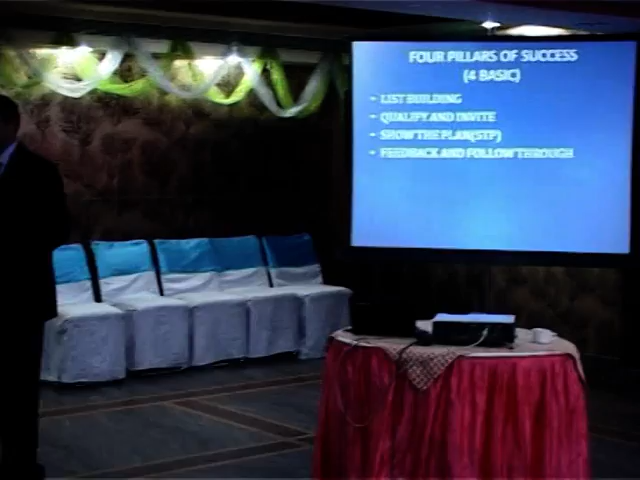 FOUR PILLARS OF SUCCESS
(4 BASIC)
• LIST BUILDING
• QUALIFY AND INVITE
• SHOW THE PLAN(STP)
• FEEDBACK AND FOLLOW THROUGH